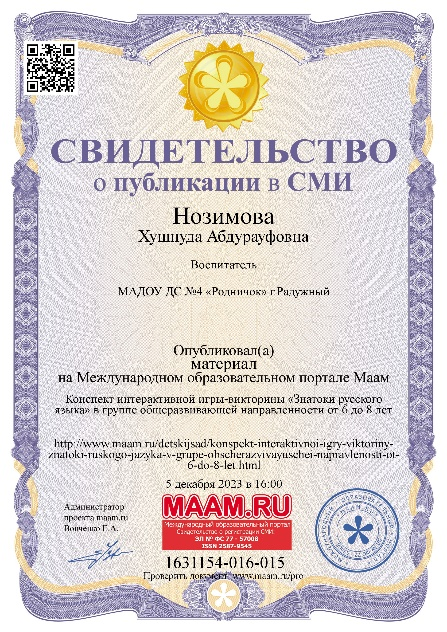 СВИДЕТЕЛЬСТВО
о публикации в СМИ
Нозимова
Хушнуда Абдурауфовна
Воспитатель
МАДОУ ДС №4 «Родничок» г.Радужный
Опубликовал(а)
материал
на Международном образовательном портале Маам
Конспект интерактивной игры-викторины «Знатоки русского
языка» в группе общеразвивающей направленности от 6 до 8 лет
http://www.maam.ru/detskijsad/konspekt-interaktivnoi-igry-viktoriny-
znatoki-ruskogo-jazyka-v-grupe-obscherazvivayuschei-napravlenosti-ot-
6-do-8-let.html
5 декабря 2023 в 16:00
Администратор
проекта maam.ru
Вовченко Е.А.
MAAM.RU
Международный образовательный портал
Свидетельство о регистрации СМИ
ЭЛ № ФС 77 - 57008
ISSN 2587-9545
1631154-016-015
Проверить документ: www.maam.ru/pro